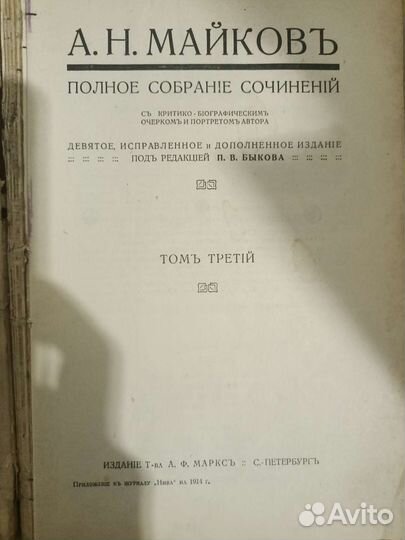 А. Н. МАЙКОВЪ
ПОЛНОЕ СОБРАНІЕ СОЧИНЕНІЙ
СЪ КРИТИКО-БІОГРАФИЧЕСКИМЪ
ОЧЕРКОМЪ И ПОРТРЕТОМЪ АВТОРА
ДЕВЯТОЕ, ИСПРАВЛЕННОЕ и ДОПОЛНЕННОЕ ИЗДАНІЕ
:::: :::: :::: :::: ПОДЪ РЕДАКЦІЕЙ П. В. БЫКОВА :::: :::: :::: ::::
ТОМЪ ТРЕТІЙ
ИЗДАНІЕ Т-ва А. Ф. МАРКСЪ :: С.-ПЕТЕРБУРГЪ
Приложеніе къ журналу „Нива" на 1914 г.
Avito